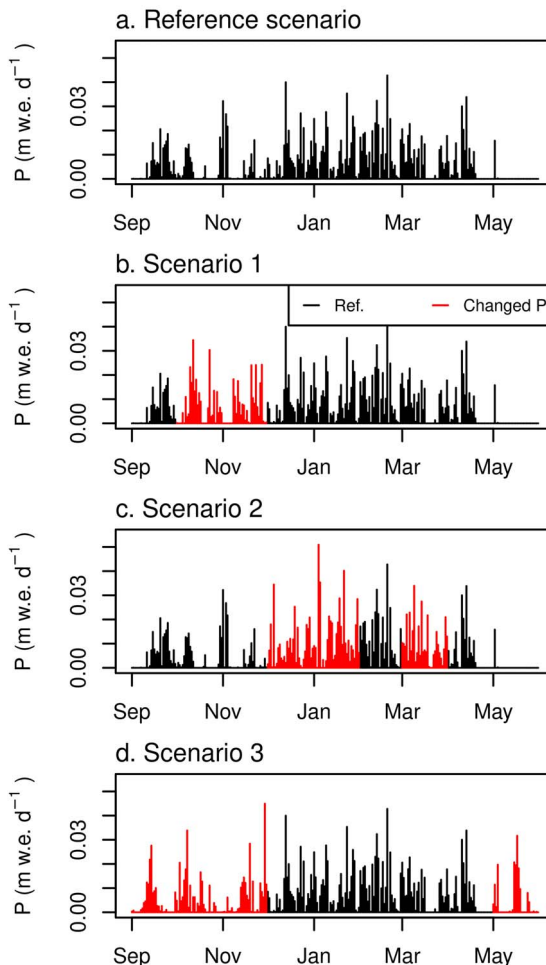 a. Reference scenario
P (m w.e. d⁻¹)
0.03
0.00
Sep Nov Jan Mar May
b. Scenario 1
Ref. Changed P
P (m w.e. d⁻¹)
0.03
0.00
Sep Nov Jan Mar May
c. Scenario 2
P (m w.e. d⁻¹)
0.03
0.00
Sep Nov Jan Mar May
d. Scenario 3
P (m w.e. d⁻¹)
0.03
0.00
Sep Nov Jan Mar May